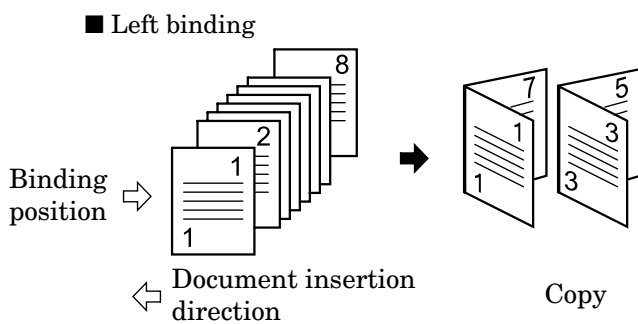 ■ Left binding
8
2
1
1
Binding
position
Document insertion
direction
7
1
1
5
3
3
Copy